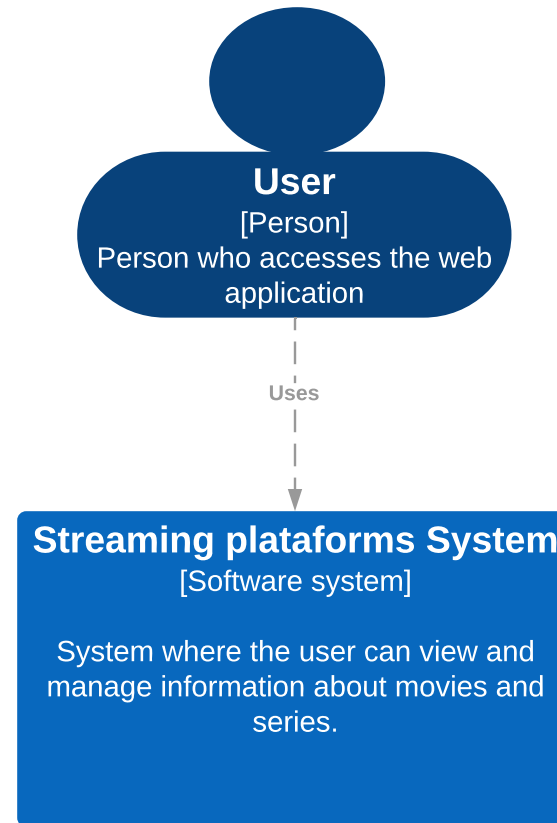 User
[Person]
Person who accesses the web
application
Uses
Streaming plataforms System
[Software system]
System where the user can view and
manage information about movies and
series.